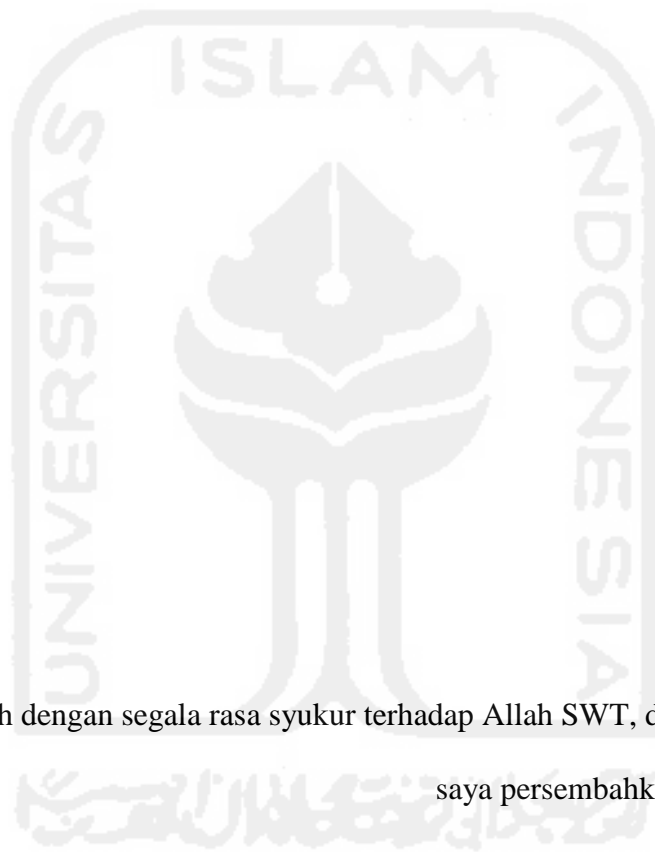 ISLAM
UNIVERSITAS
INDONESIA
h dengan segala rasa syukur terhadap Allah SWT, d
saya persembahk